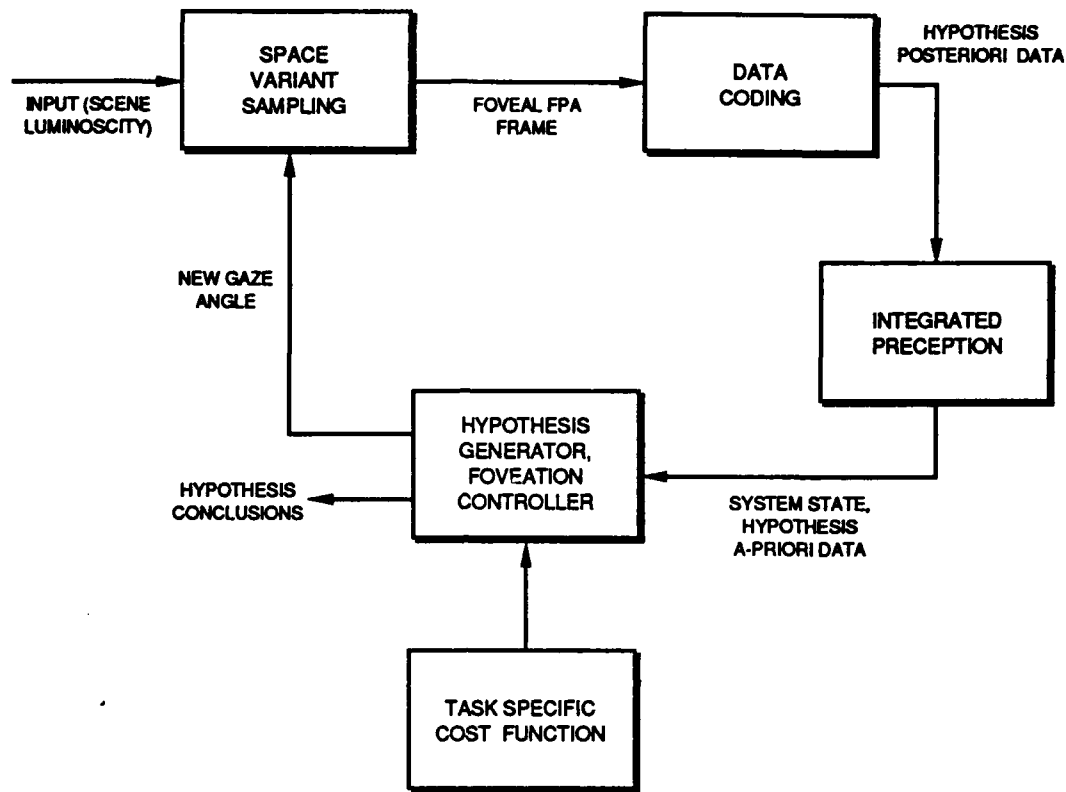 SPACE
VARIANT
SAMPLING
DATA
CODING
HYPOTHESIS
POSTERIORI DATA
INPUT (SCENE
LUMINOSCITY)
FOVEAL FPA
FRAME
NEW GAZE
ANGLE
INTEGRATED
PRECEPTION
HYPOTHESIS
GENERATOR,
FOVEATION
CONTROLLER
HYPOTHESIS
CONCLUSIONS
SYSTEM STATE,
HYPOTHESIS
A-PRIORI DATA
TASK SPECIFIC
COST FUNCTION